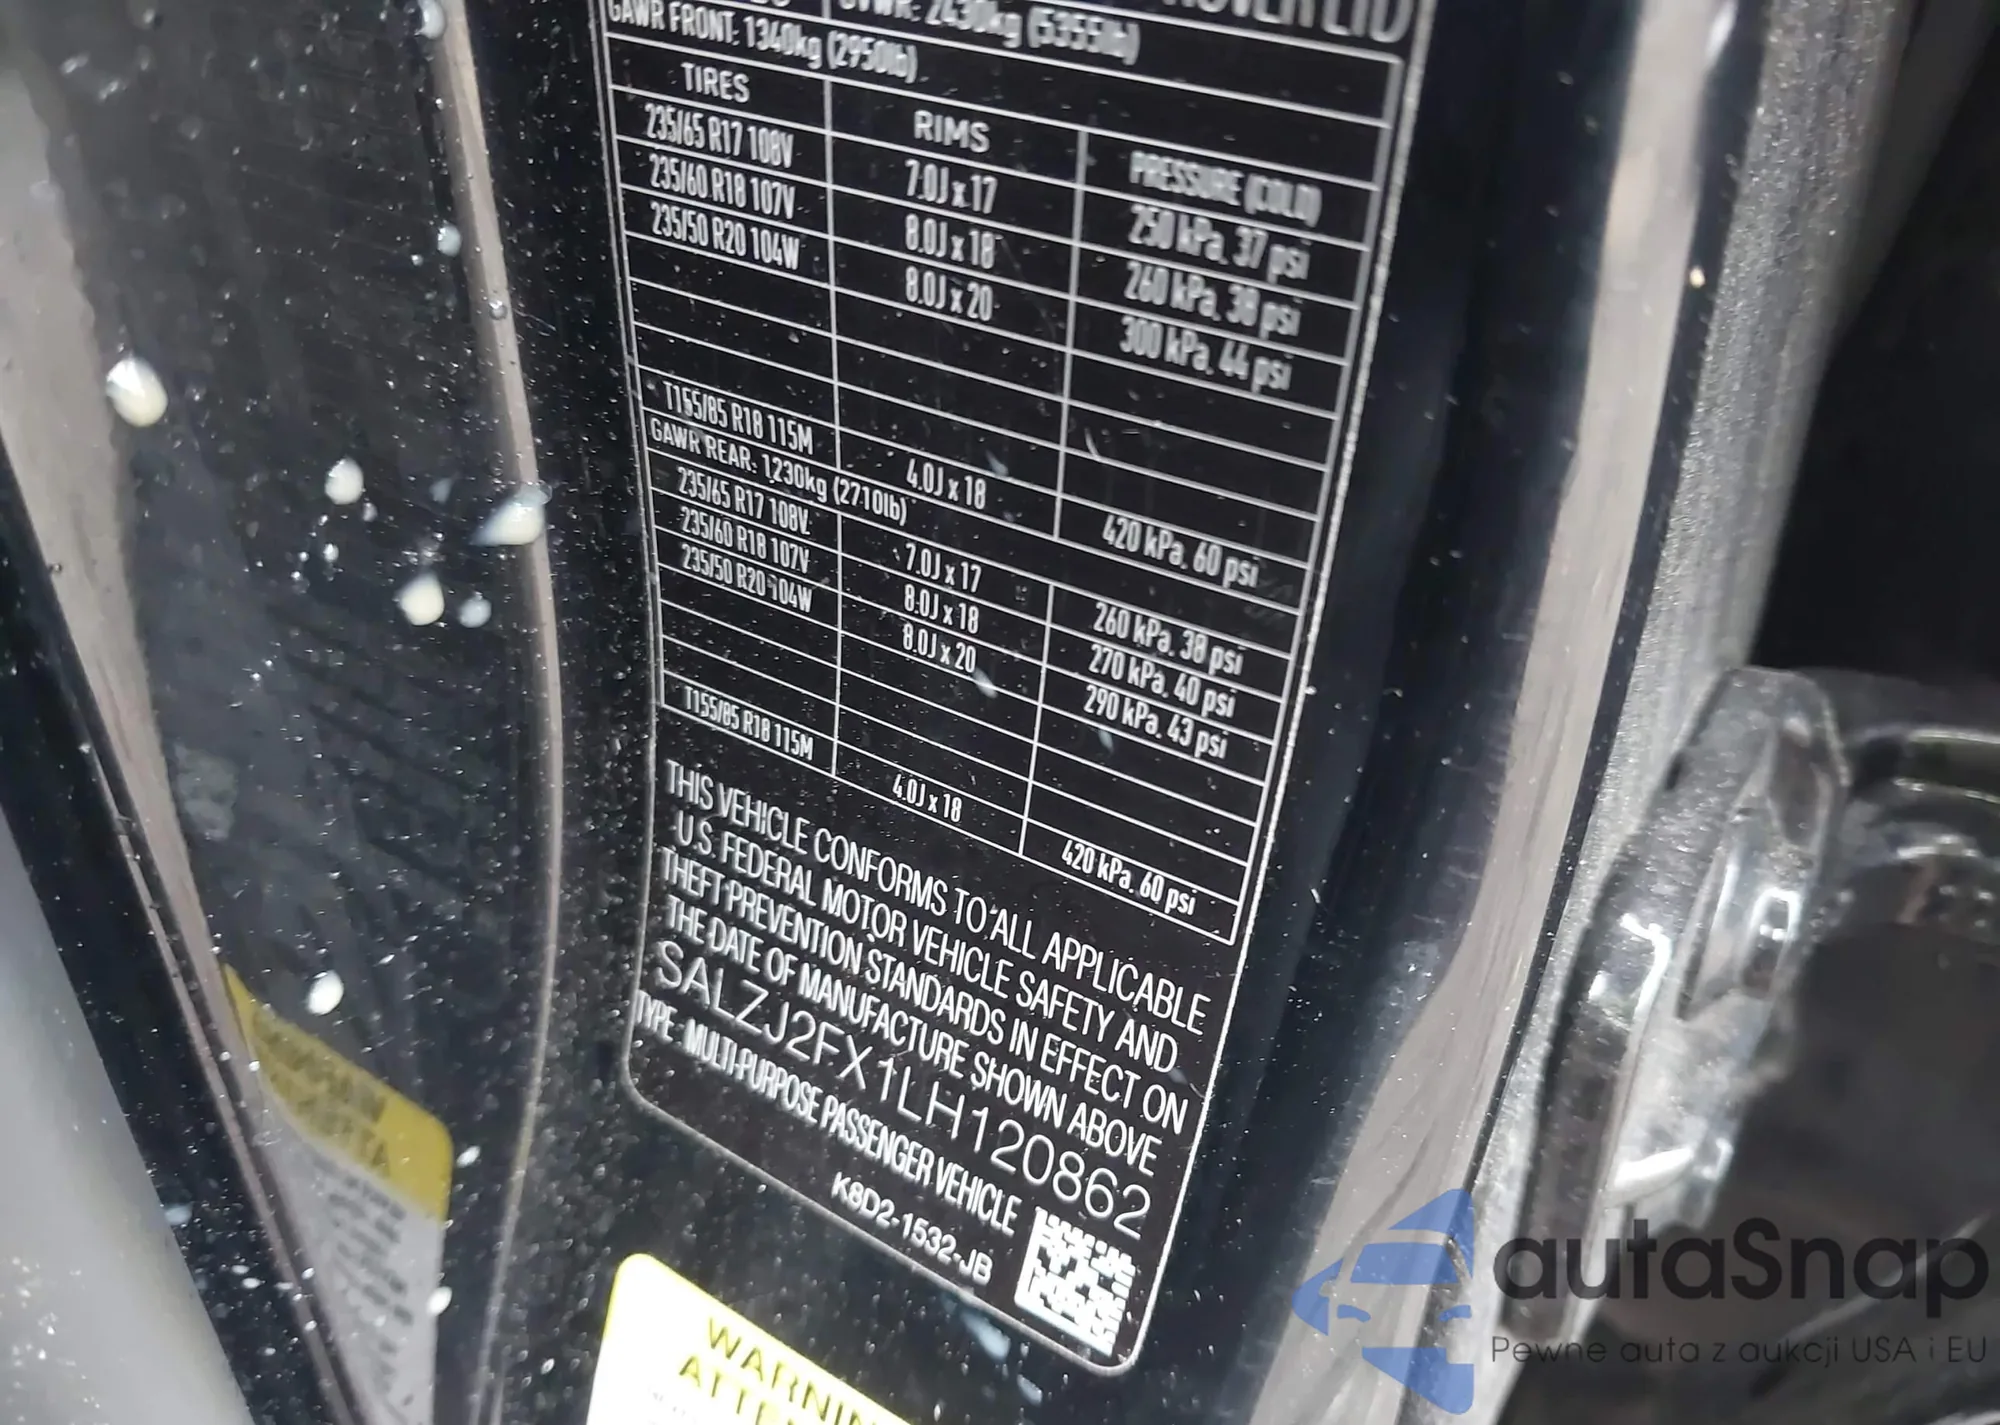 ROVER LTD
GVWR: 2430kg (5355lb)
GAWR FRONT: 1340kg (2950lb)
TIRES RIMS PRESSURE (COLD)
235/65 R17 108V 7.0J x 17 250 kPa, 37 psi
235/60 R18 107V 8.0J x 18 260 kPa, 38 psi
235/50 R20 104W 8.0J x 20 300 kPa, 44 psi
T155/85 R18 115M 4.0J x 18 420 kPa, 60 psi
GAWR REAR: 1230kg (2710lb)
235/65 R17 108V 7.0J x 17 260 kPa, 38 psi
235/60 R18 107V 8.0J x 18 270 kPa, 40 psi
235/50 R20 104W 8.0J x 20 290 kPa, 43 psi
T155/85 R18 115M 4.0J x 18 420 kPa, 60 psi
THIS VEHICLE CONFORMS TO ALL APPLICABLE
U.S. FEDERAL MOTOR VEHICLE SAFETY AND
THEFT PREVENTION STANDARDS IN EFFECT ON
THE DATE OF MANUFACTURE SHOWN ABOVE
SALZJ2FX1LH120862
TYPE: MULTI-PURPOSE PASSENGER VEHICLE
K8D2-1532-JB
WARNIN
ATTE
autaSnap
Pewne auta z aukcji USA i EU